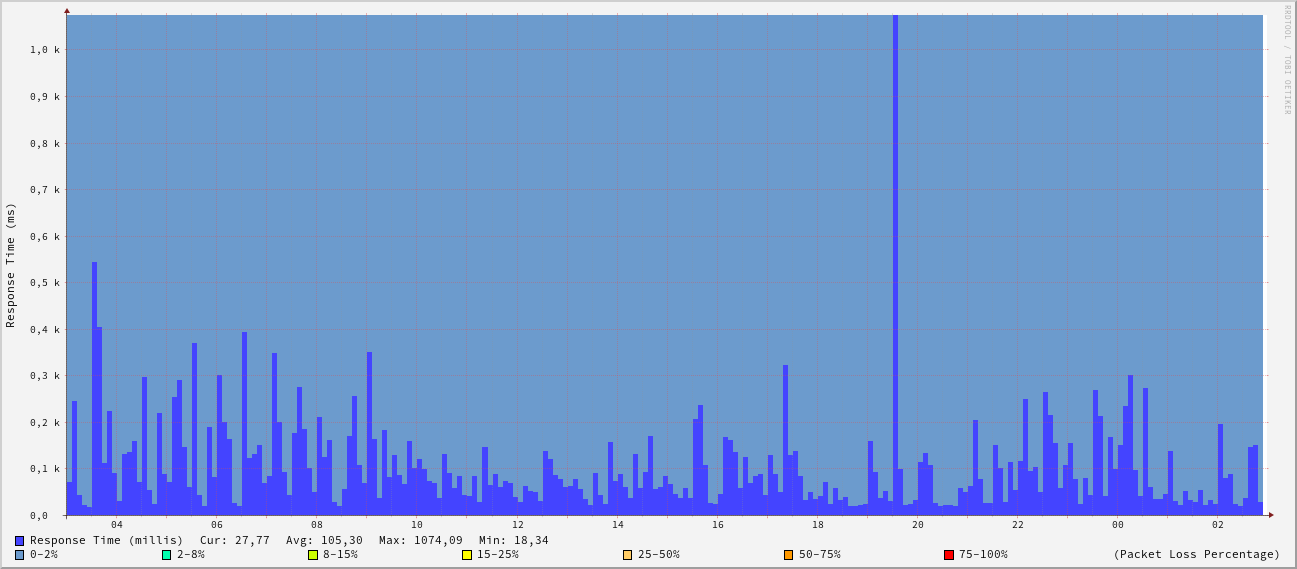 RRDTOOL / TOBI OETIKER
Response Time (ms)
1,0 k
0,9 k
0,8 k
0,7 k
0,6 k
0,5 k
0,4 k
0,3 k
0,2 k
0,1 k
0,0
04 06 08 10 12 14 16 18 20 22 00 02
Response Time (millis) Cur: 27,77 Avg: 105,30 Max: 1074,09 Min: 18,34
0-2% 2-8% 8-15% 15-25% 25-50% 50-75% 75-100% (Packet Loss Percentage)